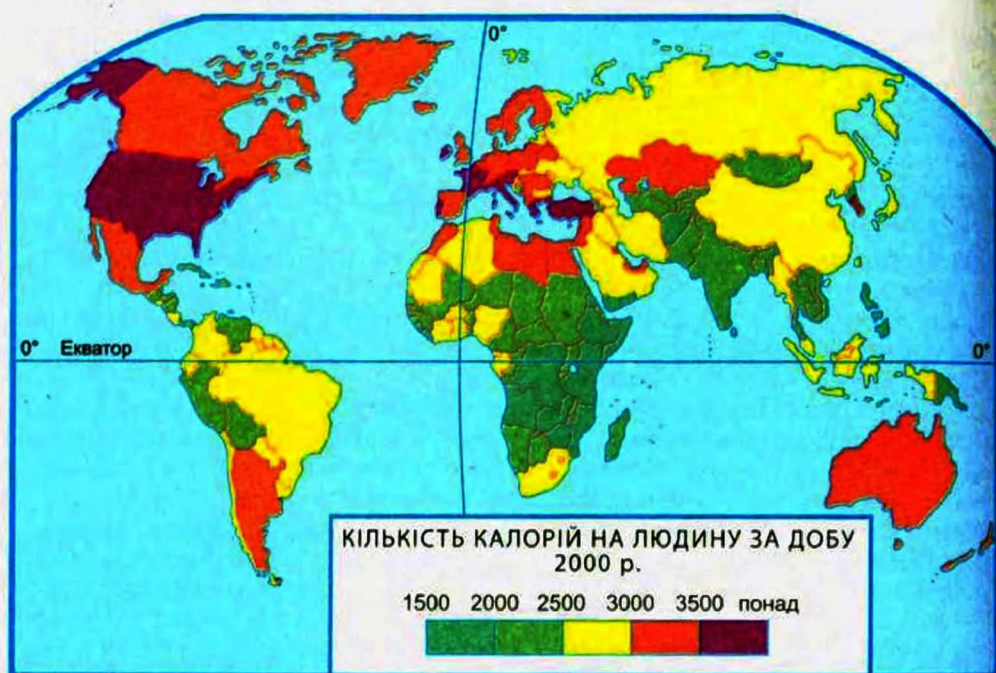 0°
0° Екватор 0°
КІЛЬКІСТЬ КАЛОРІЙ НА ЛЮДИНУ ЗА ДОБУ
2000 р.
1500 2000 2500 3000 3500 понад